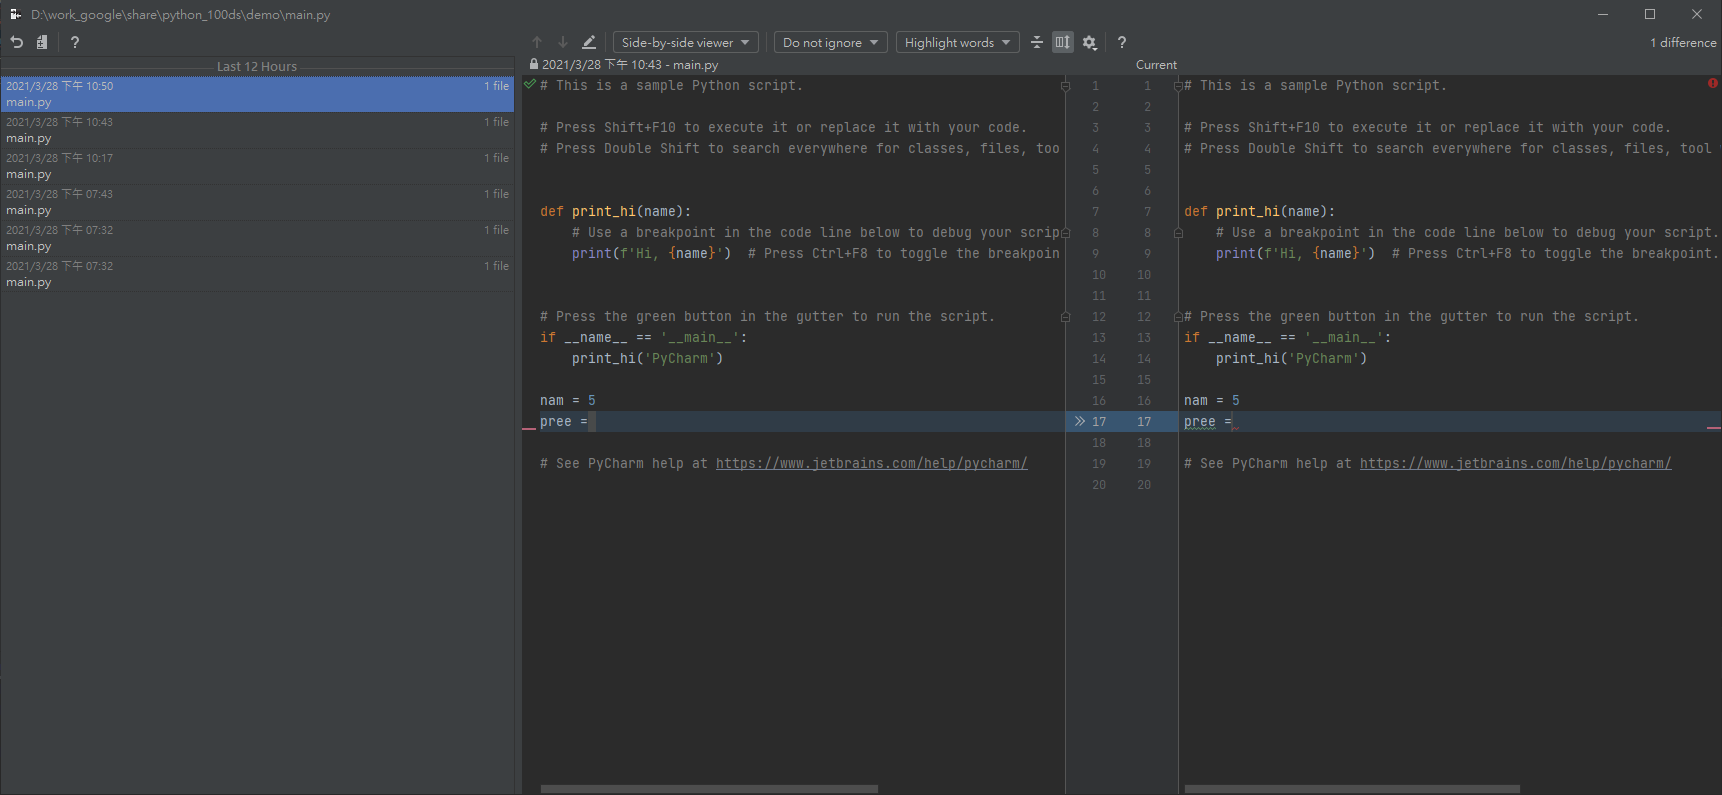 D:\work_google\share\python_100ds\demo\main.py
Side-by-side viewer
Do not ignore
Highlight words
?
?
1 difference
Last 12 Hours
2021/3/28 下午 10:50 1 file
main.py
2021/3/28 下午 10:43 1 file
main.py
2021/3/28 下午 10:17 1 file
main.py
2021/3/28 下午 07:43 1 file
main.py
2021/3/28 下午 07:32 1 file
main.py
2021/3/28 下午 07:32 1 file
main.py
2021/3/28 下午 10:43 - main.py
# This is a sample Python script.
# Press Shift+F10 to execute it or replace it with your code.
# Press Double Shift to search everywhere for classes, files, too
def print_hi(name):
# Use a breakpoint in the code line below to debug your scrip
print(f'Hi, {name}') # Press Ctrl+F8 to toggle the breakpoin
# Press the green button in the gutter to run the script.
if __name__ == '__main__':
print_hi('PyCharm')
nam = 5
pree =
# See PyCharm help at https://www.jetbrains.com/help/pycharm/
1 1
2 2
3 3
4 4
5 5
6 6
7 7
8 8
9 9
10 10
11 11
12 12
13 13
14 14
15 15
16 16
17 17
18 18
19 19
20 20
Current
# This is a sample Python script.
# Press Shift+F10 to execute it or replace it with your code.
# Press Double Shift to search everywhere for classes, files, tool
def print_hi(name):
# Use a breakpoint in the code line below to debug your script.
print(f'Hi, {name}') # Press Ctrl+F8 to toggle the breakpoint.
# Press the green button in the gutter to run the script.
if __name__ == '__main__':
print_hi('PyCharm')
nam = 5
pree =
# See PyCharm help at https://www.jetbrains.com/help/pycharm/